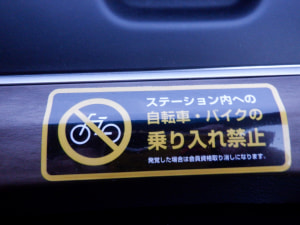 ステーション内への
自転車・バイクの
乗り入れ禁止
発覚した場合は会員資格取り消しになります。